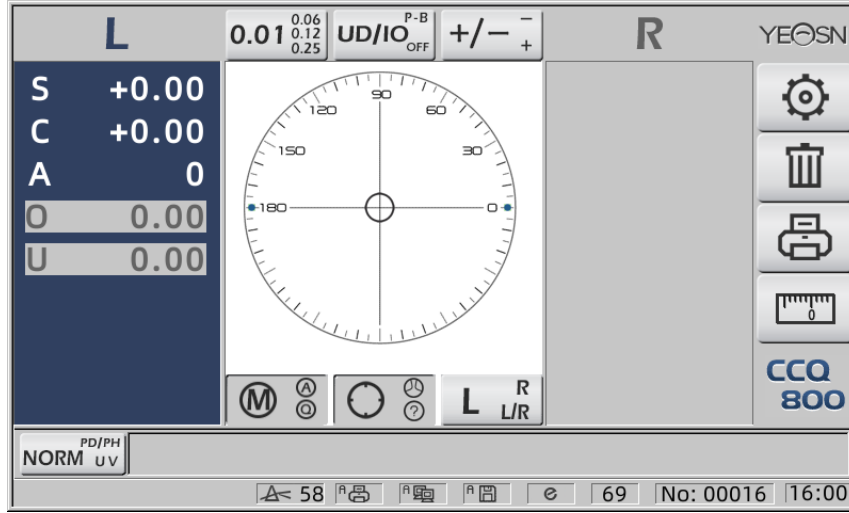 L
0.01 0.06 0.12 0.25
UD/IO P-B OFF
+/− − +
R
YEOSN
S +0.00
C +0.00
A 0
O 0.00
U 0.00
90
120 60
150 30
180 0
0
M A Q
?
L R L/R
CCQ
800
NORM PD/PH UV
58 A A A e 69 No: 00016 16:00